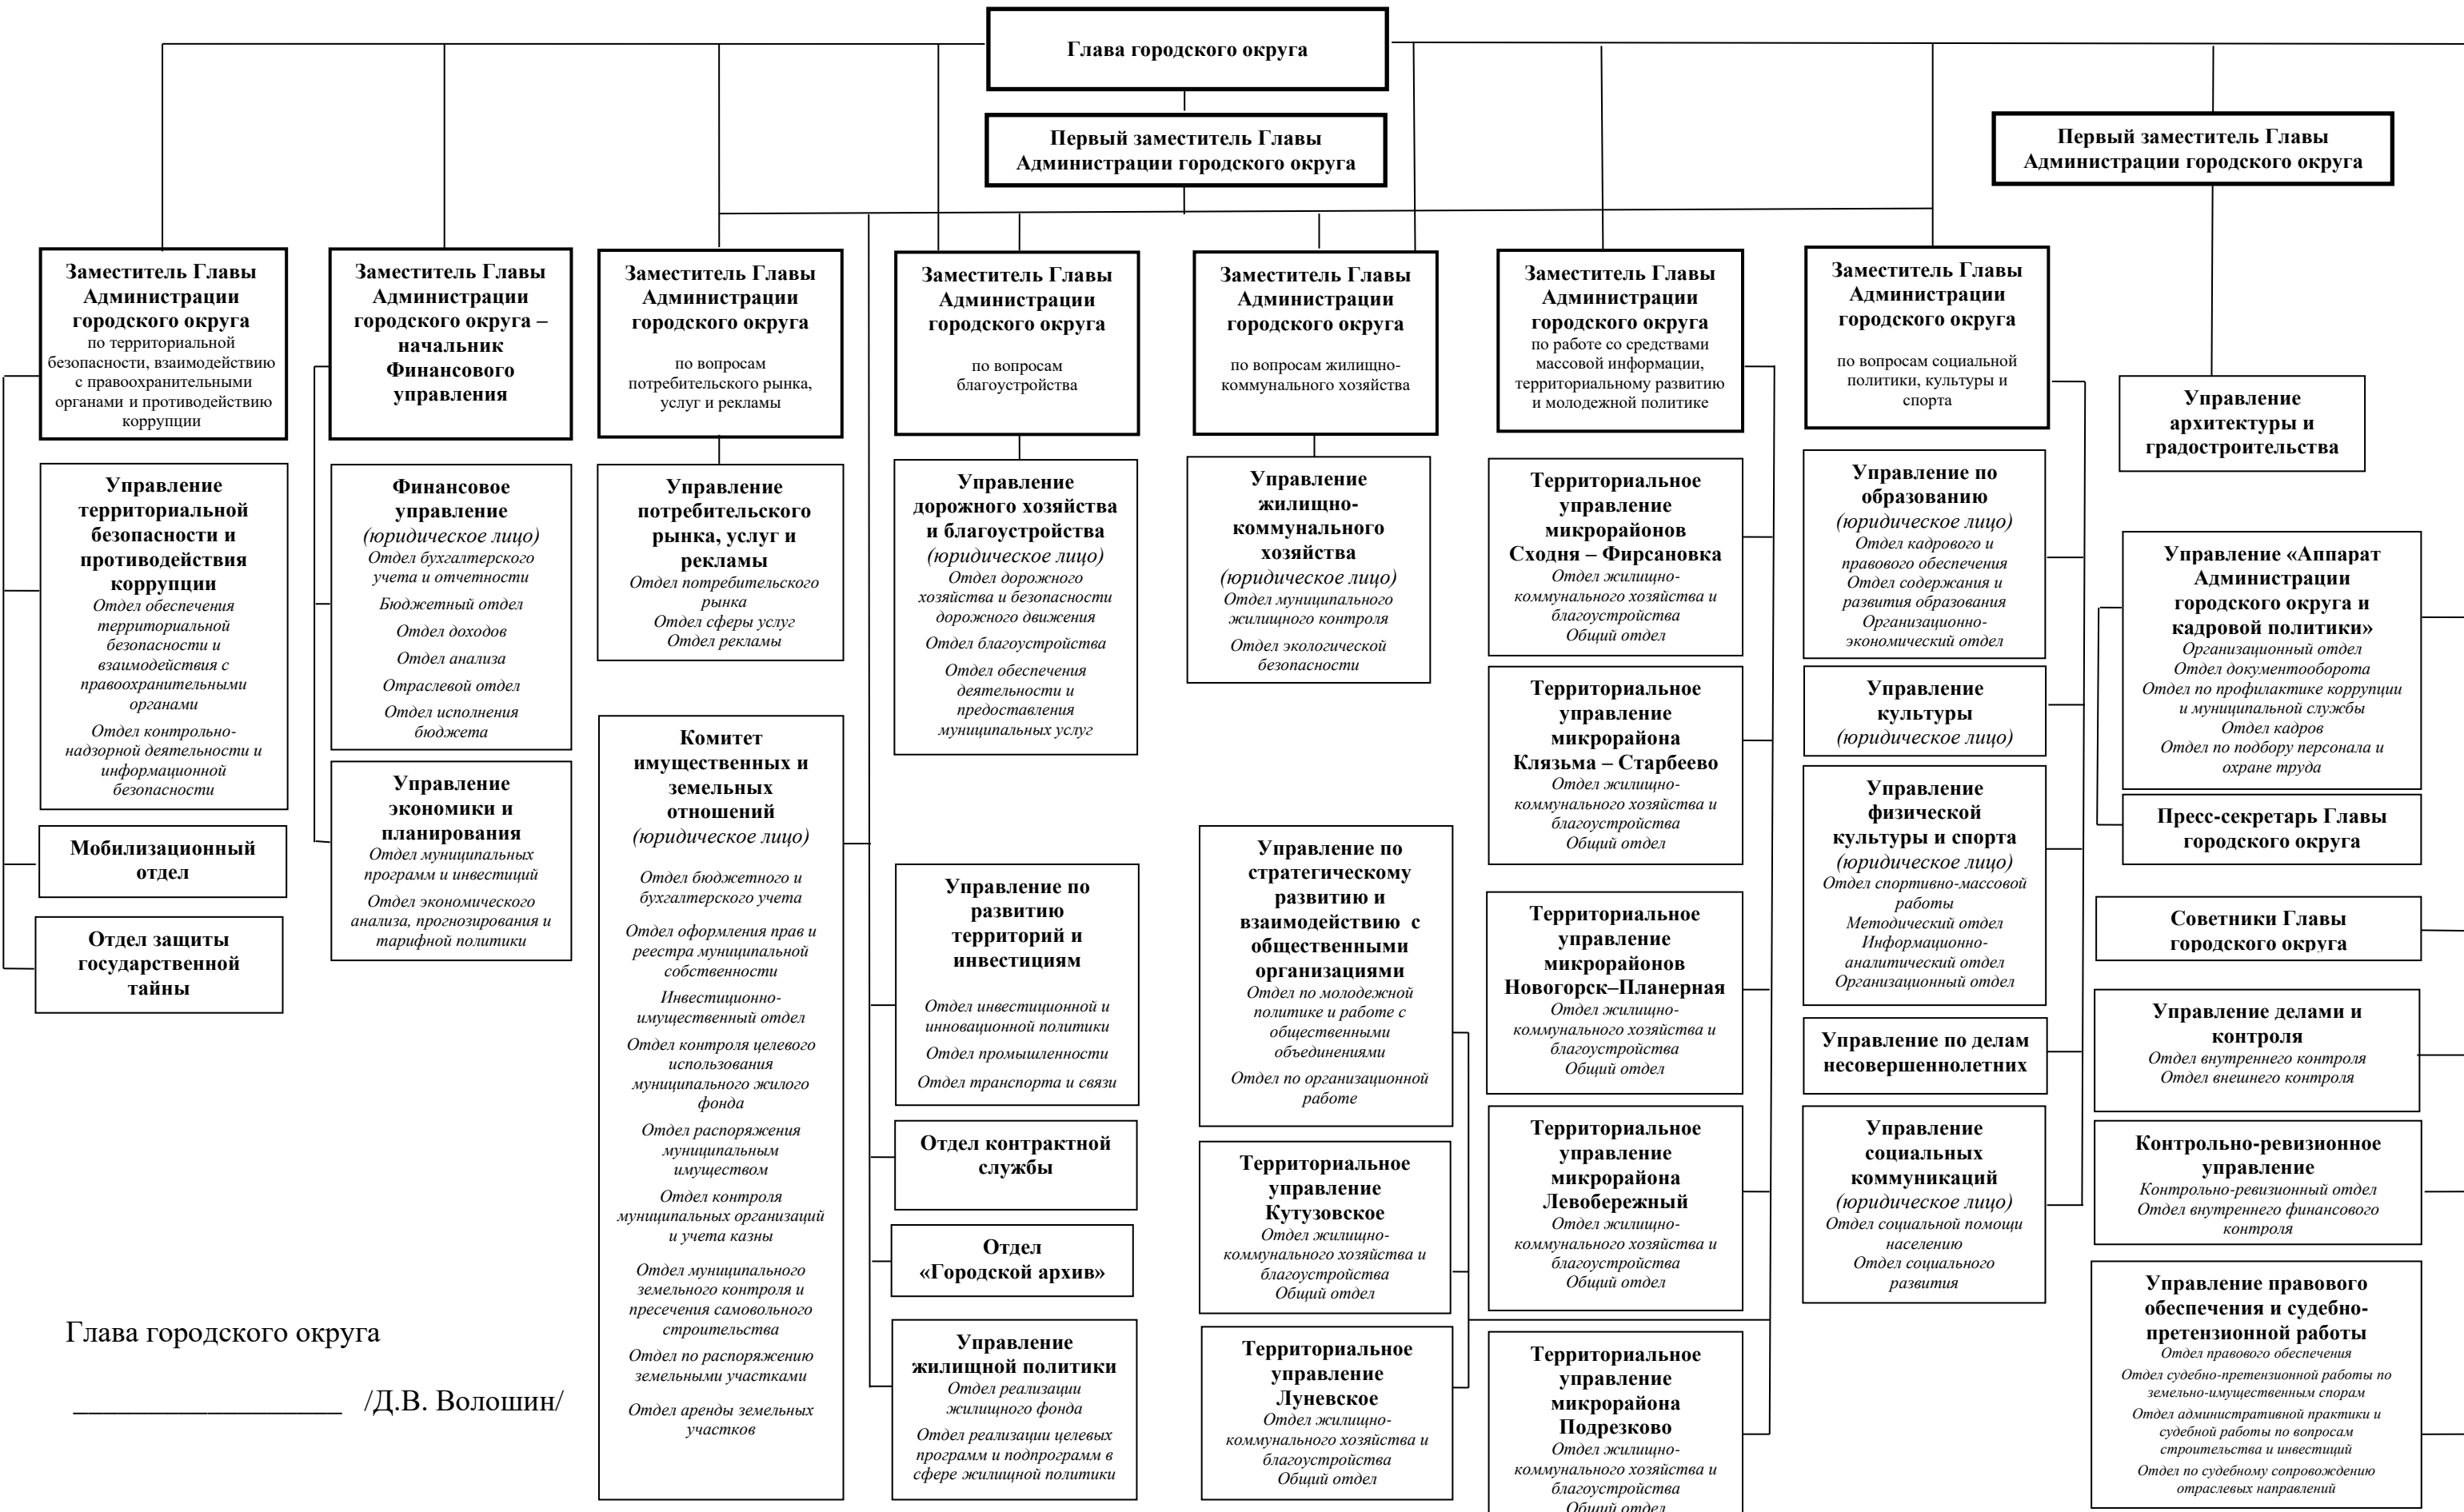 Глава городского округа
Первый заместитель Главы
Администрации городского округа
Первый заместитель Главы
Администрации городского округа
Заместитель Главы
Администрации
городского округа
по территориальной
безопасности, взаимодействию
с правоохранительными
органами и противодействию
коррупции
Заместитель Главы
Администрации
городского округа –
начальник
Финансового
управления
Заместитель Главы
Администрации
городского округа
по вопросам
потребительского рынка,
услуг и рекламы
Заместитель Главы
Администрации
городского округа
по вопросам
благоустройства
Заместитель Главы
Администрации
городского округа
по вопросам жилищно-
коммунального хозяйства
Заместитель Главы
Администрации
городского округа
по работе со средствами
массовой информации,
территориальному развитию
и молодежной политике
Заместитель Главы
Администрации
городского округа
по вопросам социальной
политики, культуры и
спорта
Управление
архитектуры и
градостроительства
Управление
территориальной
безопасности и
противодействия
коррупции
Отдел обеспечения
территориальной
безопасности и
взаимодействия с
правоохранительными
органами
Отдел контрольно-
надзорной деятельности и
информационной
безопасности
Мобилизационный
отдел
Отдел защиты
государственной
тайны
Финансовое
управление
(юридическое лицо)
Отдел бухгалтерского
учета и отчетности
Бюджетный отдел
Отдел доходов
Отдел анализа
Отраслевой отдел
Отдел исполнения
бюджета
Управление
экономики и
планирования
Отдел муниципальных
программ и инвестиций
Отдел экономического
анализа, прогнозирования и
тарифной политики
Управление
потребительского
рынка, услуг и
рекламы
Отдел потребительского
рынка
Отдел сферы услуг
Отдел рекламы
Комитет
имущественных и
земельных
отношений
(юридическое лицо)
Отдел бюджетного и
бухгалтерского учета
Отдел оформления прав и
реестра муниципальной
собственности
Инвестиционно-
имущественный отдел
Отдел контроля целевого
использования
муниципального жилого
фонда
Отдел распоряжения
муниципальным
имуществом
Отдел контроля
муниципальных организаций
и учета казны
Отдел муниципального
земельного контроля и
пресечения самовольного
строительства
Отдел по распоряжению
земельными участками
Отдел аренды земельных
участков
Управление
дорожного хозяйства
и благоустройства
(юридическое лицо)
Отдел дорожного
хозяйства и безопасности
дорожного движения
Отдел благоустройства
Отдел обеспечения
деятельности и
предоставления
муниципальных услуг
Управление по
развитию
территорий и
инвестициям
Отдел инвестиционной и
инновационной политики
Отдел промышленности
Отдел транспорта и связи
Отдел контрактной
службы
Отдел
«Городской архив»
Управление
жилищной политики
Отдел реализации
жилищного фонда
Отдел реализации целевых
программ и подпрограмм в
сфере жилищной политики
Управление
жилищно-
коммунального
хозяйства
(юридическое лицо)
Отдел муниципального
жилищного контроля
Отдел экологической
безопасности
Управление по
стратегическому
развитию и
взаимодействию с
общественными
организациями
Отдел по молодежной
политике и работе с
общественными
объединениями
Отдел по организационной
работе
Территориальное
управление
Кутузовское
Отдел жилищно-
коммунального хозяйства и
благоустройства
Общий отдел
Территориальное
управление
Луневское
Отдел жилищно-
коммунального хозяйства и
благоустройства
Общий отдел
Территориальное
управление
микрорайонов
Сходня – Фирсановка
Отдел жилищно-
коммунального хозяйства и
благоустройства
Общий отдел
Территориальное
управление
микрорайона
Клязьма – Старбеево
Отдел жилищно-
коммунального хозяйства и
благоустройства
Общий отдел
Территориальное
управление
микрорайонов
Новогорск–Планерная
Отдел жилищно-
коммунального хозяйства и
благоустройства
Общий отдел
Территориальное
управление
микрорайона
Левобережный
Отдел жилищно-
коммунального хозяйства и
благоустройства
Общий отдел
Территориальное
управление
микрорайона
Подрезково
Отдел жилищно-
коммунального хозяйства и
благоустройства
Общий отдел
Управление по
образованию
(юридическое лицо)
Отдел кадрового и
правового обеспечения
Отдел содержания и
развития образования
Организационно-
экономический отдел
Управление
культуры
(юридическое лицо)
Управление
физической
культуры и спорта
(юридическое лицо)
Отдел спортивно-массовой
работы
Методический отдел
Информационно-
аналитический отдел
Организационный отдел
Управление по делам
несовершеннолетних
Управление
социальных
коммуникаций
(юридическое лицо)
Отдел социальной помощи
населению
Отдел социального
развития
Управление «Аппарат
Администрации
городского округа и
кадровой политики»
Организационный отдел
Отдел документооборота
Отдел по профилактике коррупции
и муниципальной службы
Отдел кадров
Отдел по подбору персонала и
охране труда
Пресс-секретарь Главы
городского округа
Советники Главы
городского округа
Управление делами и
контроля
Отдел внутреннего контроля
Отдел внешнего контроля
Контрольно-ревизионное
управление
Контрольно-ревизионный отдел
Отдел внутреннего финансового
контроля
Управление правового
обеспечения и судебно-
претензионной работы
Отдел правового обеспечения
Отдел судебно-претензионной работы по
земельно-имущественным спорам
Отдел административной практики и
судебной работы по вопросам
строительства и инвестиций
Отдел по судебному сопровождению
отраслевых направлений
Глава городского округа
__________________ /Д.В. Волошин/